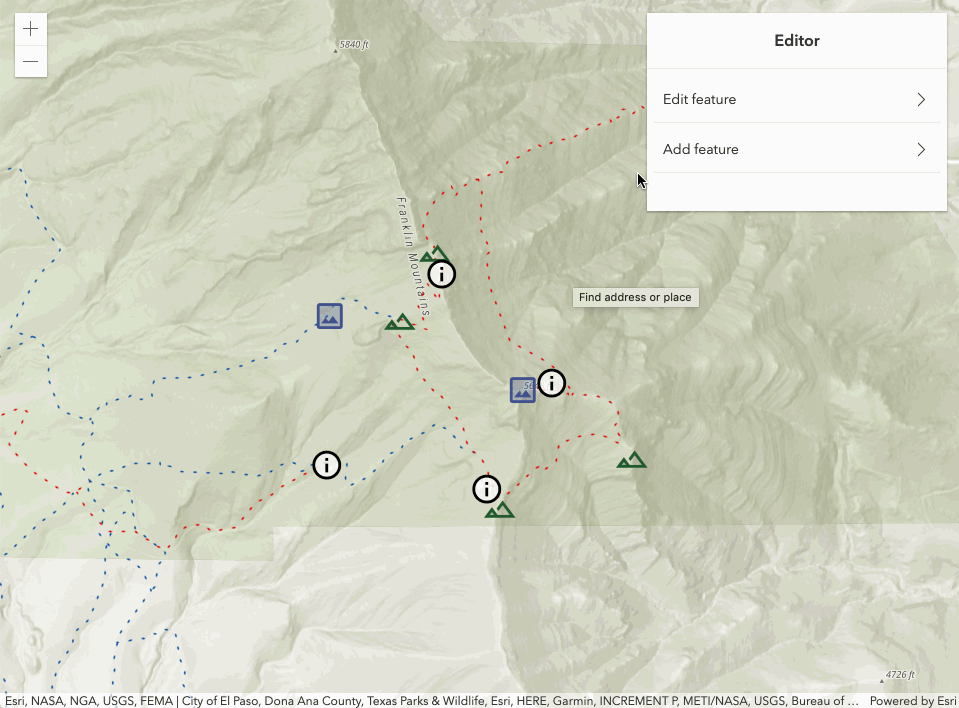 +
5840 ft
Editor
−
Edit feature
Add feature
Franklin Mountains
i
Find address or place
i
i
i
4726 ft
Esri, NASA, NGA, USGS, FEMA | City of El Paso, Dona Ana County, Texas Parks & Wildlife, Esri, HERE, Garmin, INCREMENT P, METI/NASA, USGS, Bureau of ...
Powered by Esri